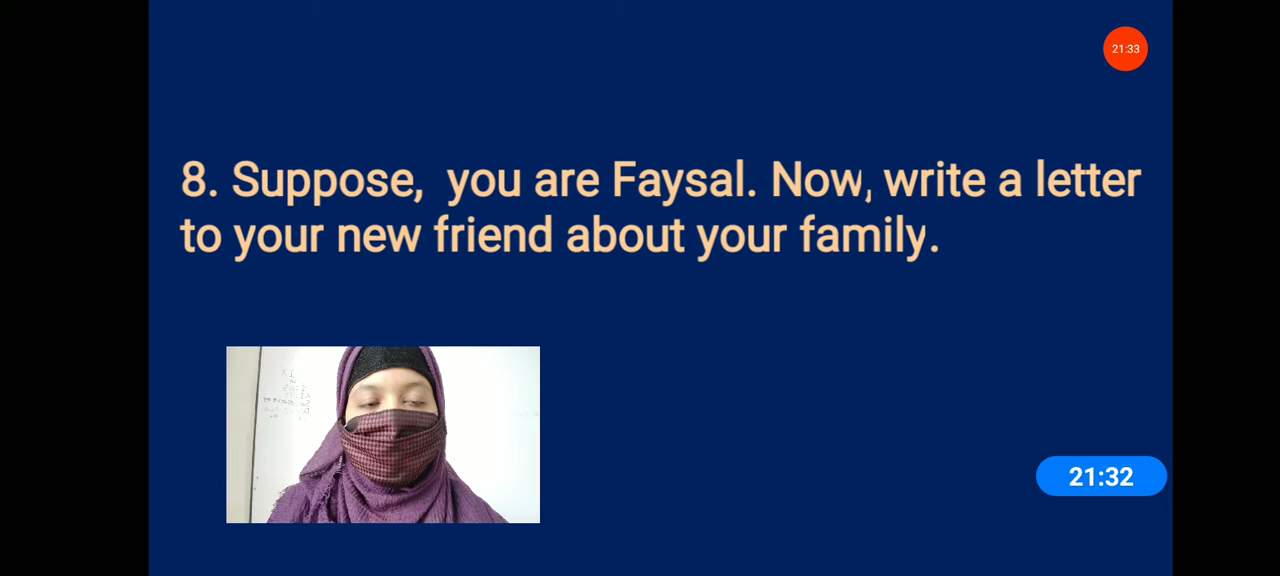 21:33
8. Suppose, you are Faysal. Now, write a letter
to your new friend about your family.
21:32